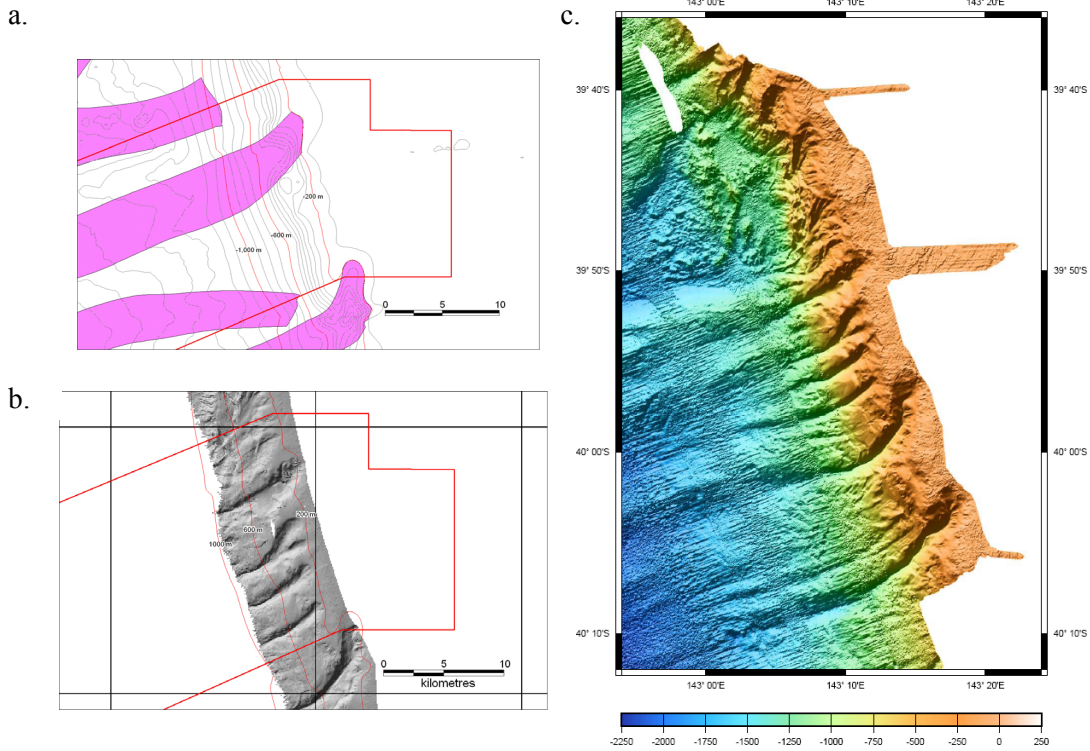 a.
-200 m
-600 m
-1,000 m
0 5 10
b.
200 m
600 m
1000 m
0 5 10
kilometres
c.
143° 00'E 143° 10'E 143° 20'E
39° 40'S 39° 40'S
39° 50'S 39° 50'S
40° 00'S 40° 00'S
40° 10'S 40° 10'S
143° 00'E 143° 10'E 143° 20'E
-2250 -2000 -1750 -1500 -1250 -1000 -750 -500 -250 0 250